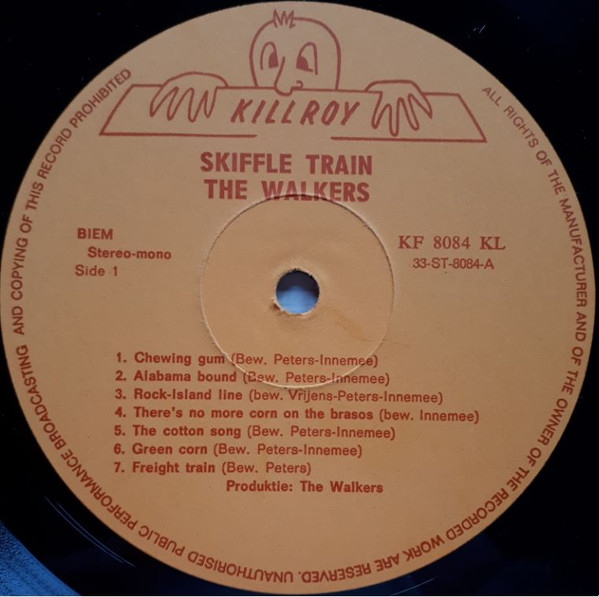 KILLROY
SKIFFLE TRAIN
THE WALKERS
BIEM
Stereo-mono
Side 1
KF 8084 KL
33-ST-8084-A
1. Chewing gum (Bew. Peters-Innemee)
2. Alabama bound (Bew. Peters-Innemee)
3. Rock-Island line (bew. Vrijens-Peters-Innemee)
4. There's no more corn on the brasos (bew. Innemee)
5. The cotton song (Bew. Peters-Innemee)
6. Green corn (Bew. Peters-Innemee)
7. Freight train (Bew. Peters)
Produktie: The Walkers
ALL RIGHTS OF THE MANUFACTURER AND OF THE OWNER OF THE RECORDED WORK ARE RESERVED. UNAUTHORISED PUBLIC PERFORMANCE BROADCASTING AND COPYING OF THIS RECORD PROHIBITED